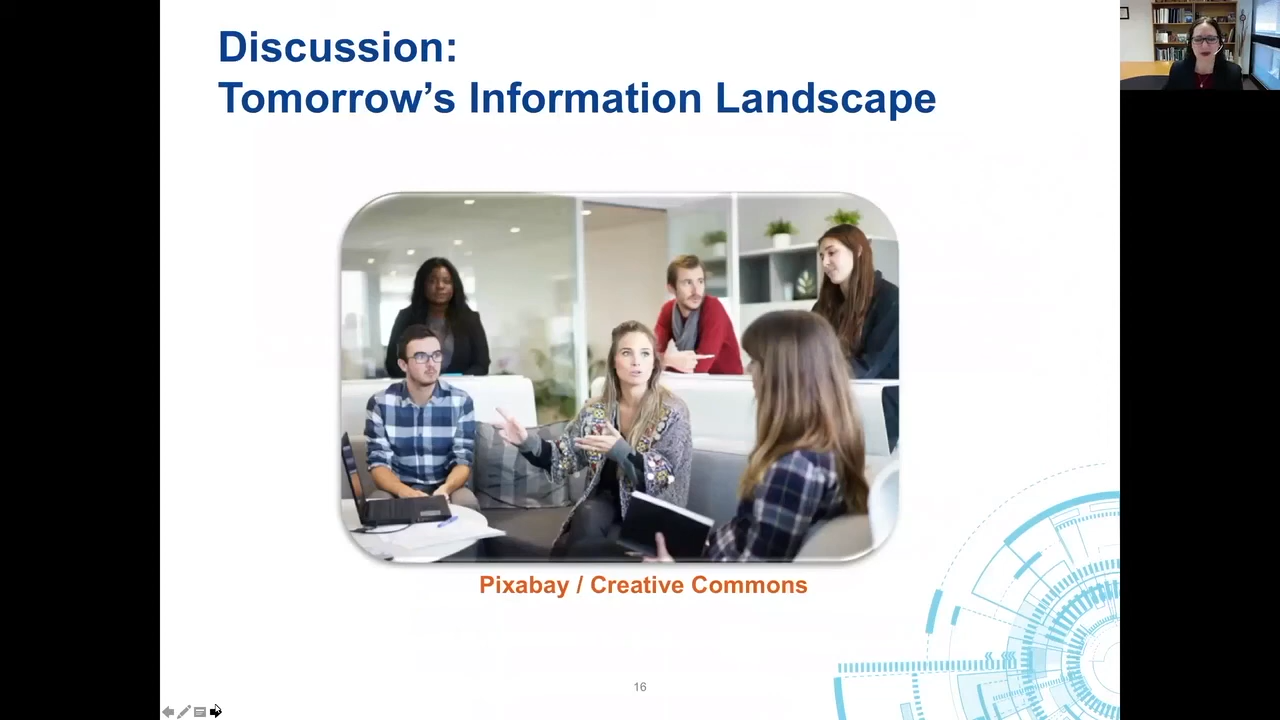 Discussion:
Tomorrow’s Information Landscape
Pixabay / Creative Commons
16